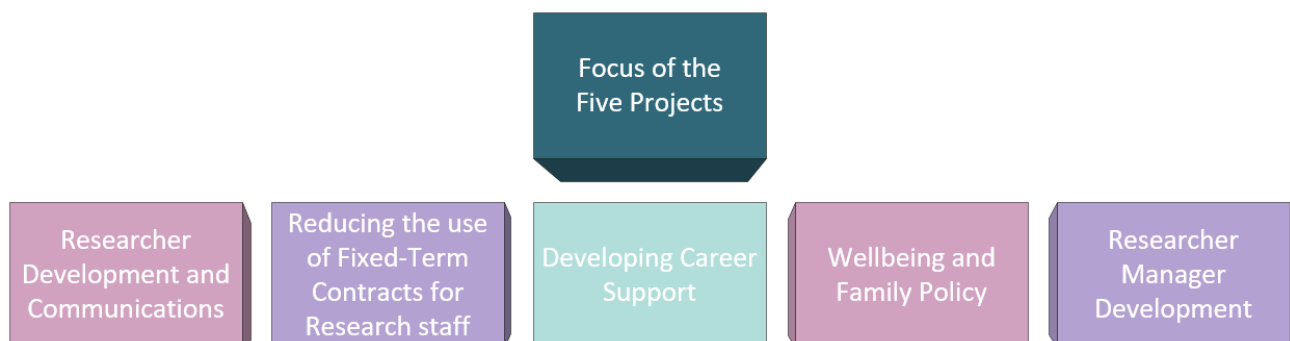 Focus of the
Five Projects
Researcher
Development and
Communications
Reducing the use
of Fixed-Term
Contracts for
Research staff
Developing Career
Support
Wellbeing and
Family Policy
Researcher
Manager
Development